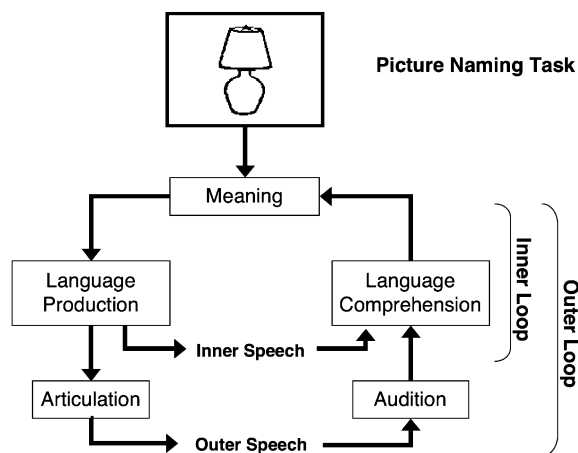 Picture Naming Task
Meaning
Language
Production
Language
Comprehension
Inner Speech
Articulation
Audition
Outer Speech
Inner Loop
Outer Loop